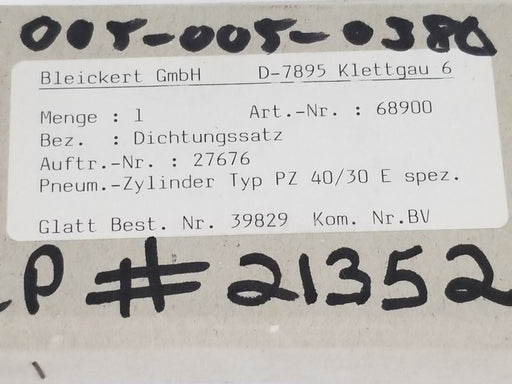 005-005-0380
Bleickert GmbH D-7895 Klettgau 6
Menge : 1 Art.-Nr. : 68900
Bez. : Dichtungssatz
Auftr.-Nr. : 27676
Pneum.-Zylinder Typ PZ 40/30 E spez.
Glatt Best. Nr. 39829 Kom. Nr.BV
P # 21352